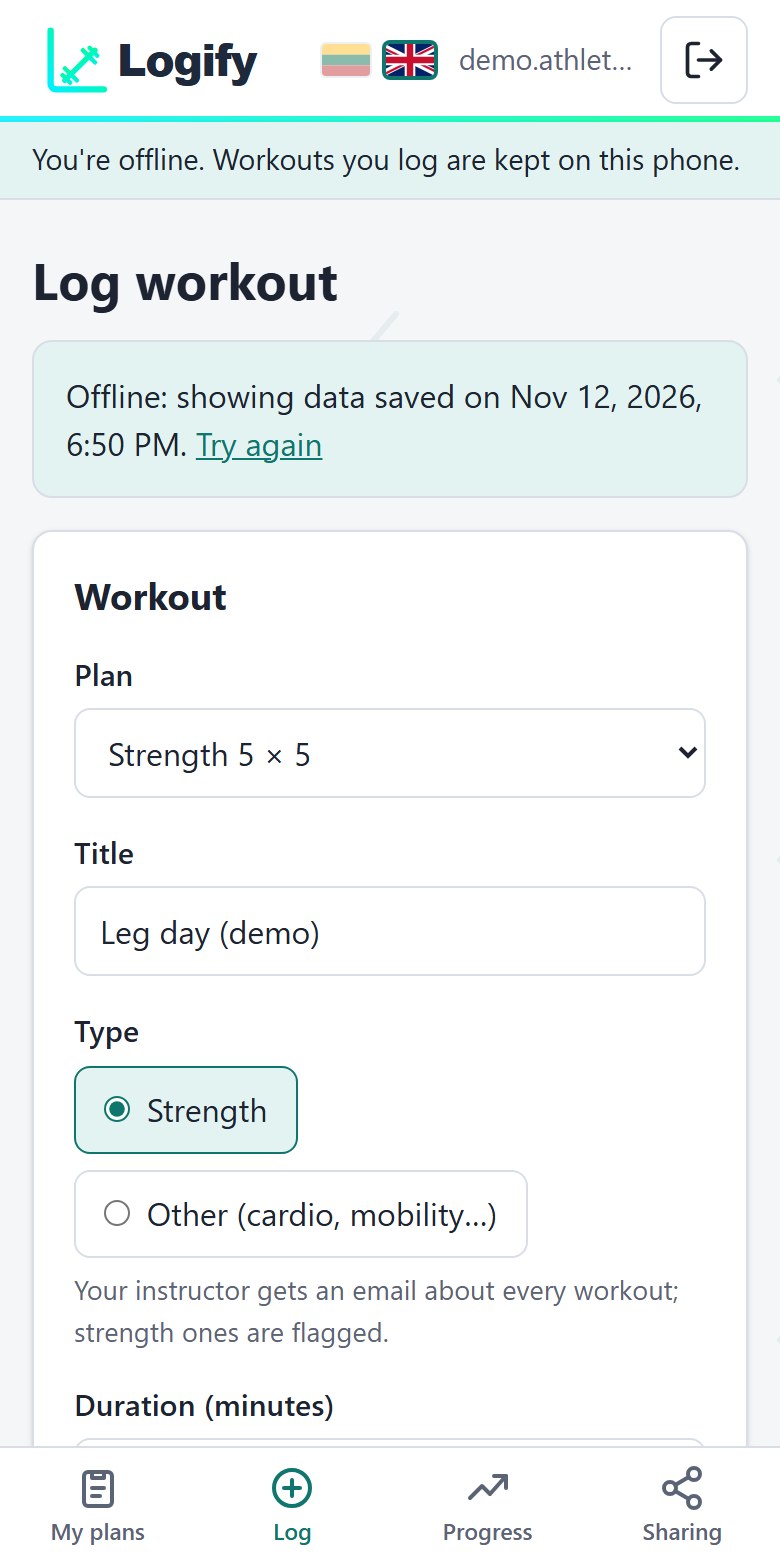 Logify
demo.athlet...
You're offline. Workouts you log are kept on this phone.
Log workout
Offline: showing data saved on Nov 12, 2026,
6:50 PM. Try again
Workout
Plan
Strength 5 × 5
Title
Leg day (demo)
Type
Strength
Other (cardio, mobility...)
Your instructor gets an email about every workout;
strength ones are flagged.
Duration (minutes)
My plans
Log
Progress
Sharing